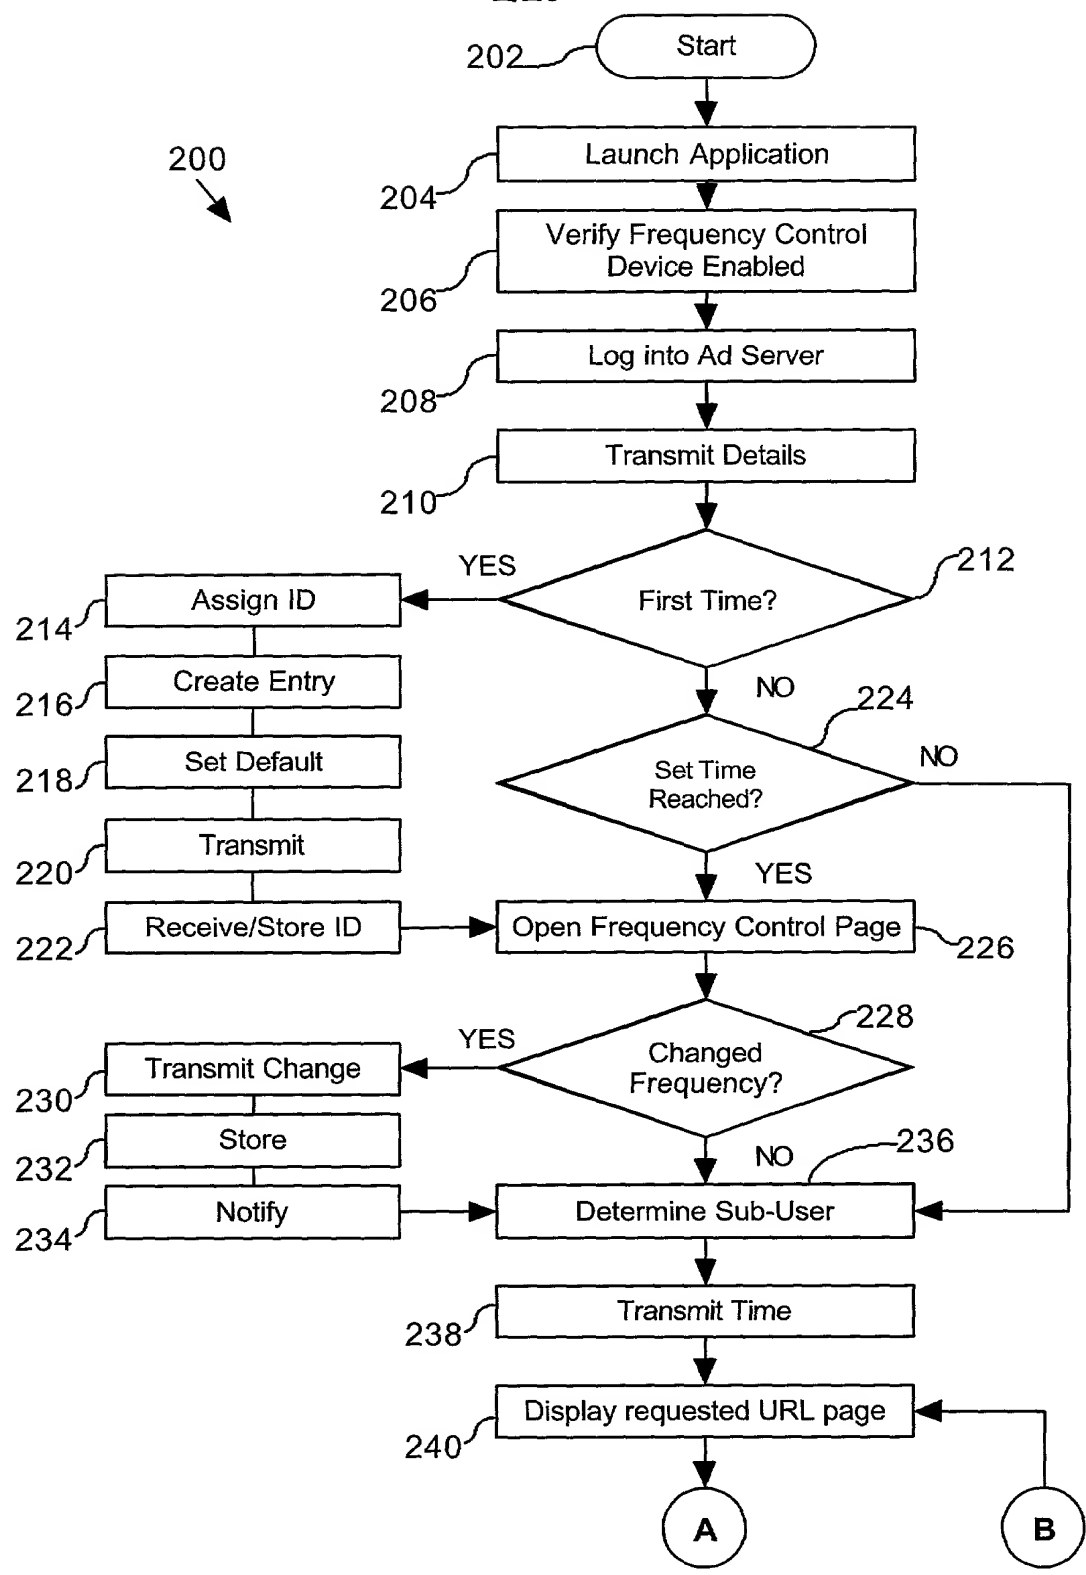 Start
202
200
Launch Application
204
Verify Frequency Control
Device Enabled
206
Log into Ad Server
208
Transmit Details
210
YES
212
First Time?
Assign ID
214
NO
Create Entry
216
224
NO
Set Time
Reached?
Set Default
218
Transmit
220
YES
Receive/Store ID
222
Open Frequency Control Page
226
228
YES
Changed
Frequency?
Transmit Change
230
Store
232
NO
236
Notify
234
Determine Sub-User
Transmit Time
238
Display requested URL page
240
A
B